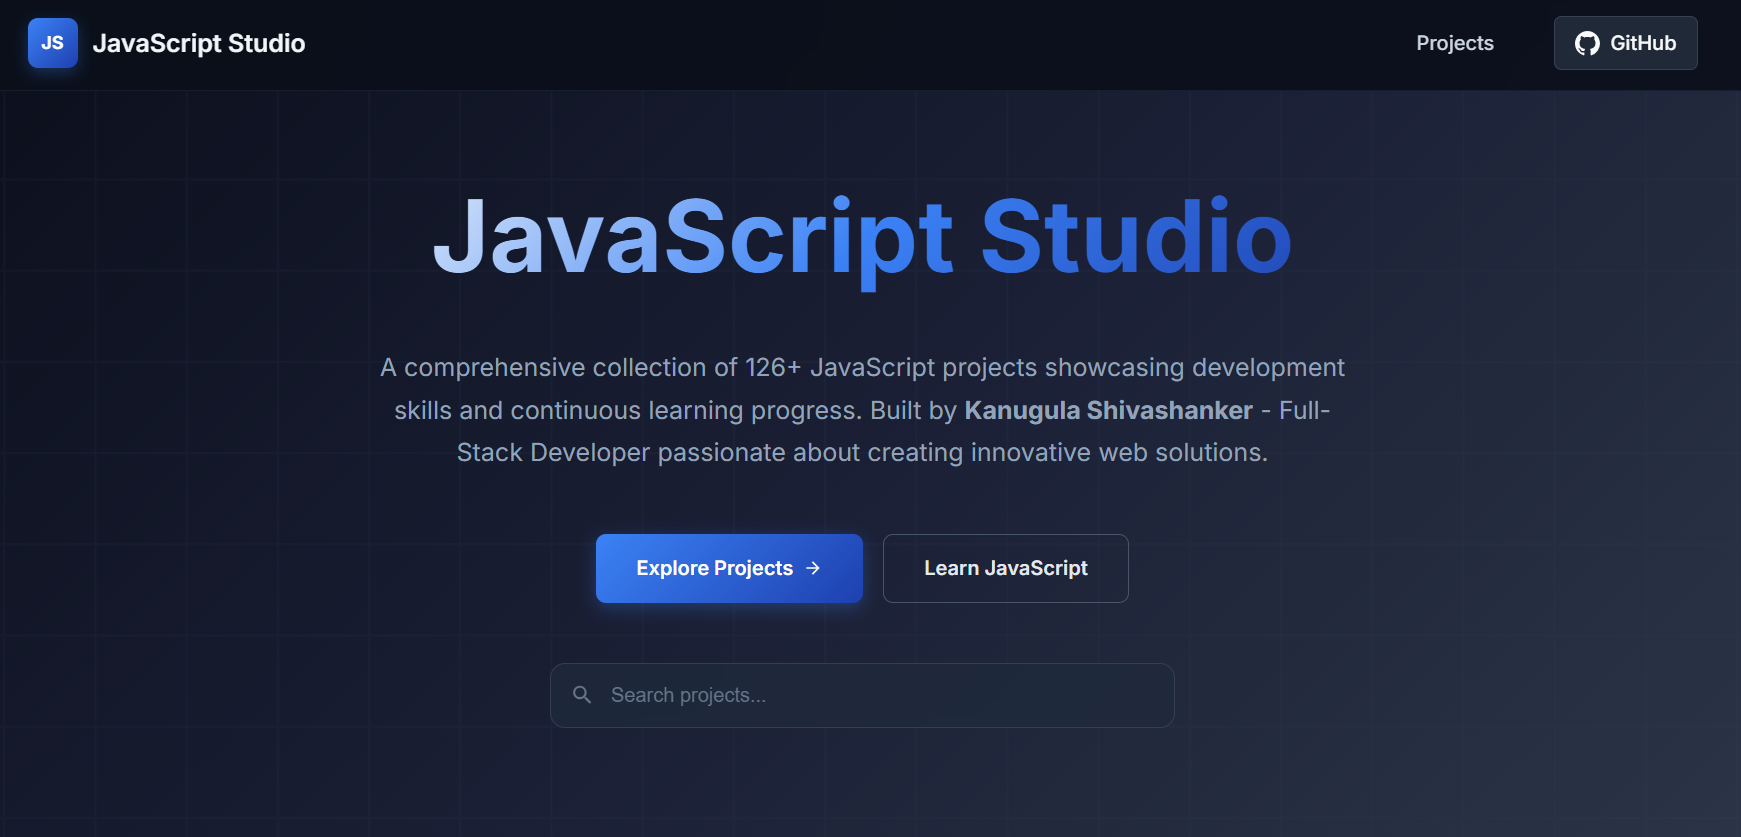 JS JavaScript Studio
Projects
GitHub
JavaScript Studio
A comprehensive collection of 126+ JavaScript projects showcasing development
skills and continuous learning progress. Built by Kanugula Shivashanker - Full-
Stack Developer passionate about creating innovative web solutions.
Explore Projects →
Learn JavaScript
Search projects...